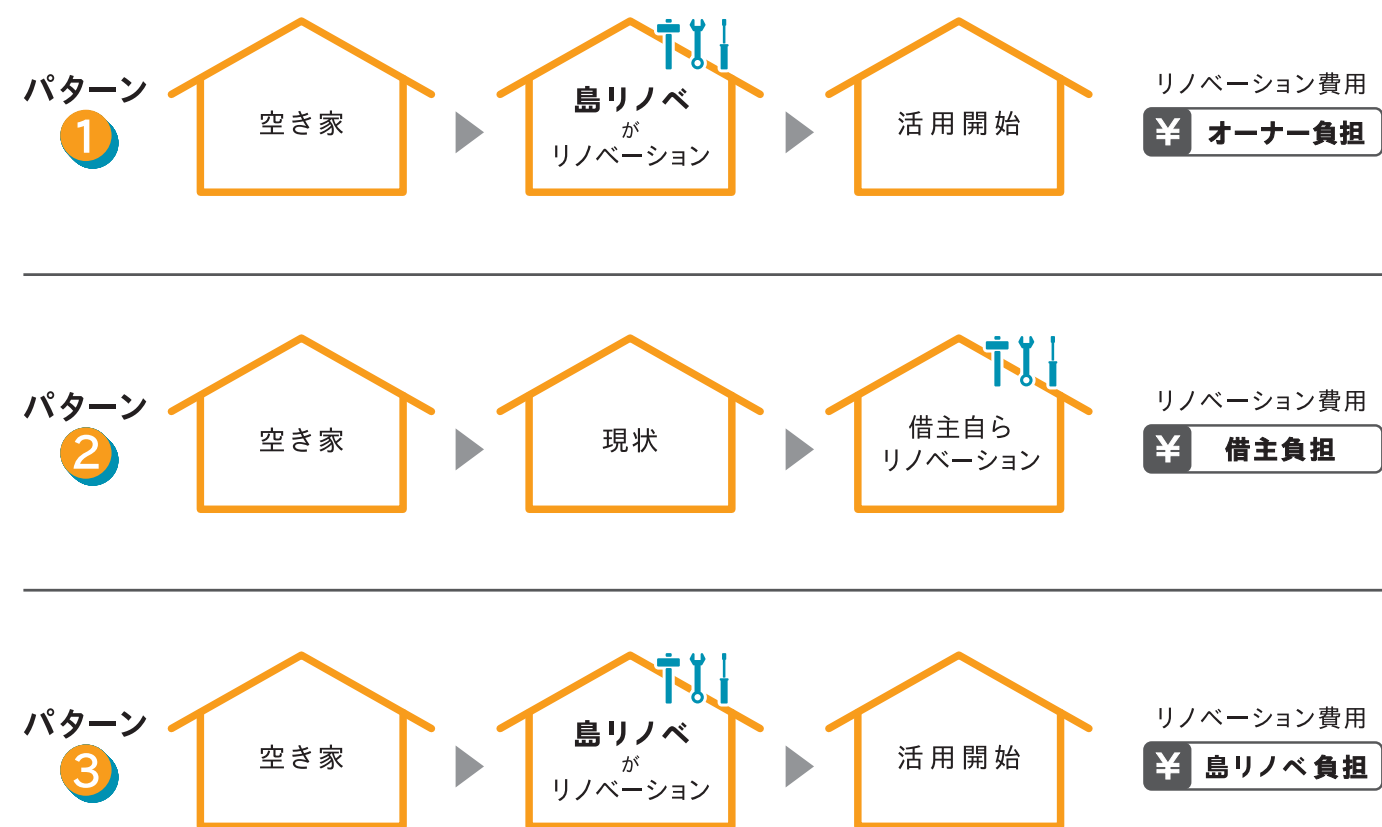 パターン
1
空き家
島リノベ
が
リノベーション
活用開始
リノベーション費用
¥ オーナー負担
パターン
2
空き家
現状
借主自ら
リノベーション
リノベーション費用
¥ 借主負担
パターン
3
空き家
島リノベ
が
リノベーション
活用開始
リノベーション費用
¥ 島リノベ負担